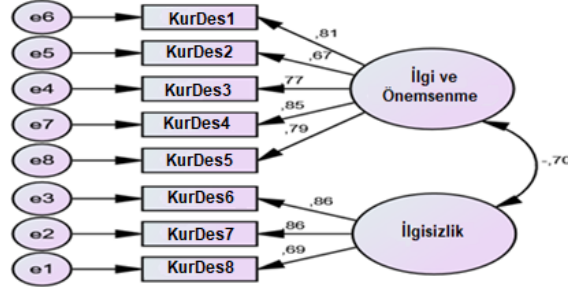 e6 KurDes1 ,81
e5 KurDes2 ,67
e4 KurDes3 ,77
e7 KurDes4 ,85
e8 KurDes5 ,79
İlgi ve
Önemsenme
-,70
e3 KurDes6 ,86
e2 KurDes7 ,86
e1 KurDes8 ,69
İlgisizlik